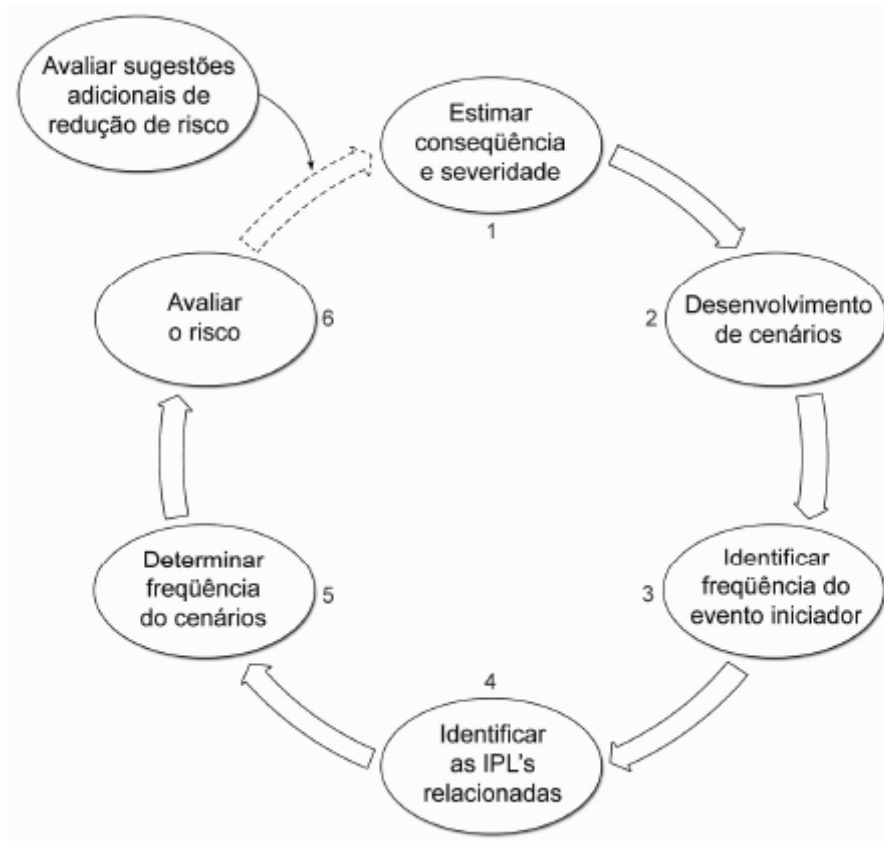 Avaliar sugestões
adicionais de
redução de risco
Estimar
conseqüência
e severidade
1
2
Desenvolvimento
de cenários
3
Identificar
freqüência do
evento iniciador
4
Identificar
as IPL's
relacionadas
Determinar
freqüência
do cenários
5
Avaliar
o risco
6